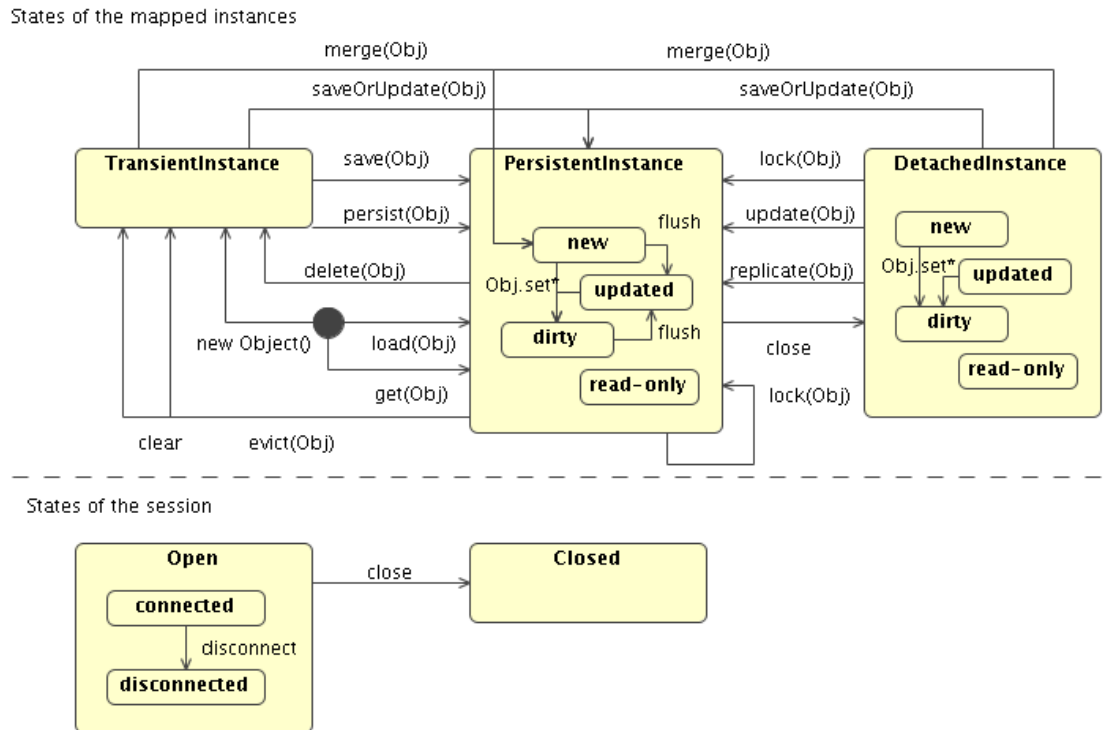 States of the mapped instances
merge(Obj)
merge(Obj)
saveOrUpdate(Obj)
saveOrUpdate(Obj)
TransientInstance
save(Obj)
PersistentInstance
lock(Obj)
DetachedInstance
persist(Obj)
new
flush
update(Obj)
new
delete(Obj)
Obj.set*
updated
replicate(Obj)
Obj.set*
updated
new Object()
load(Obj)
dirty
flush
close
dirty
get(Obj)
read-only
lock(Obj)
read-only
clear
evict(Obj)
States of the session
Open
close
Closed
connected
disconnect
disconnected